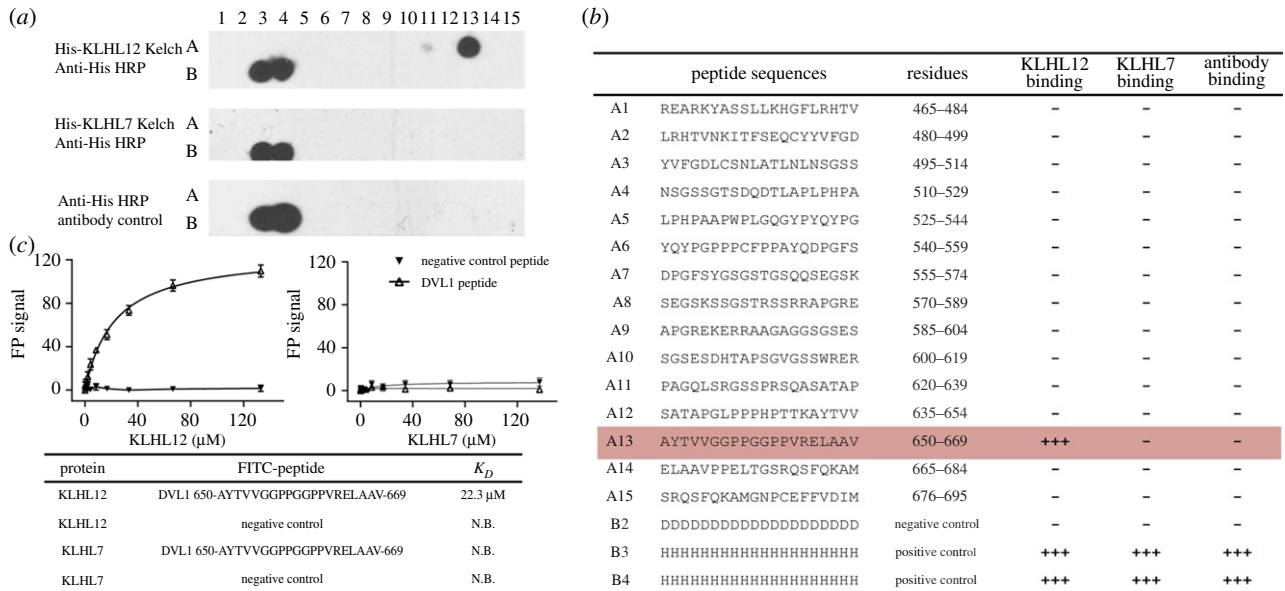 (a)
1 2 3 4 5 6 7 8 9 10 11 12 13 14 15
His-KLHL12 Kelch A
Anti-His HRP B
His-KLHL7 Kelch A
Anti-His HRP B
Anti-His HRP A
antibody control B
(c)
120
80
40
0
FP signal
0 40 80 120
KLHL12 (µM)
120
80
40
0
FP signal
0 40 80 120
KLHL7 (µM)
negative control peptide
DVL1 peptide
protein FITC-peptide K_D
KLHL12 DVL1 650-AYTVVGGPPGGPPVRELAAV-669 22.3 µM
KLHL12 negative control N.B.
KLHL7 DVL1 650-AYTVVGGPPGGPPVRELAAV-669 N.B.
KLHL7 negative control N.B.
(b)
peptide sequences residues KLHL12 binding KLHL7 binding antibody binding
A1 REARKYASSLLKHGFLRHTV 465–484 – – –
A2 LRHTVNKITFSEQCYYVFGD 480–499 – – –
A3 YVFGDLCSNLATLNLNSGSS 495–514 – – –
A4 NSGSSGTSDQDTLAPLPHPA 510–529 – – –
A5 LPHPAAPWPLGQGYPYQYPG 525–544 – – –
A6 YQYPGPPPCFPPAYQDPGFS 540–559 – – –
A7 DPGFSYGSGSTGSQQSEGSK 555–574 – – –
A8 SEGSKSSGSTRSSRRAPGRE 570–589 – – –
A9 APGREKERRAAGAGGSGSES 585–604 – – –
A10 SGSESDHTAPSGVGSSWRER 600–619 – – –
A11 PAGQLSRGSSPRSQASATAP 620–639 – – –
A12 SATAPGLPPPHPTTKAYTVV 635–654 – – –
A13 AYTVVGGPPGGPPVRELAAV 650–669 +++ – –
A14 ELAAVPPELTGSRQSFQKAM 665–684 – – –
A15 SRQSFQKAMGNPCEFFVDIM 676–695 – – –
B2 DDDDDDDDDDDDDDDDDDDD negative control – – –
B3 HHHHHHHHHHHHHHHHHHHH positive control +++ +++ +++
B4 HHHHHHHHHHHHHHHHHHHH positive control +++ +++ +++